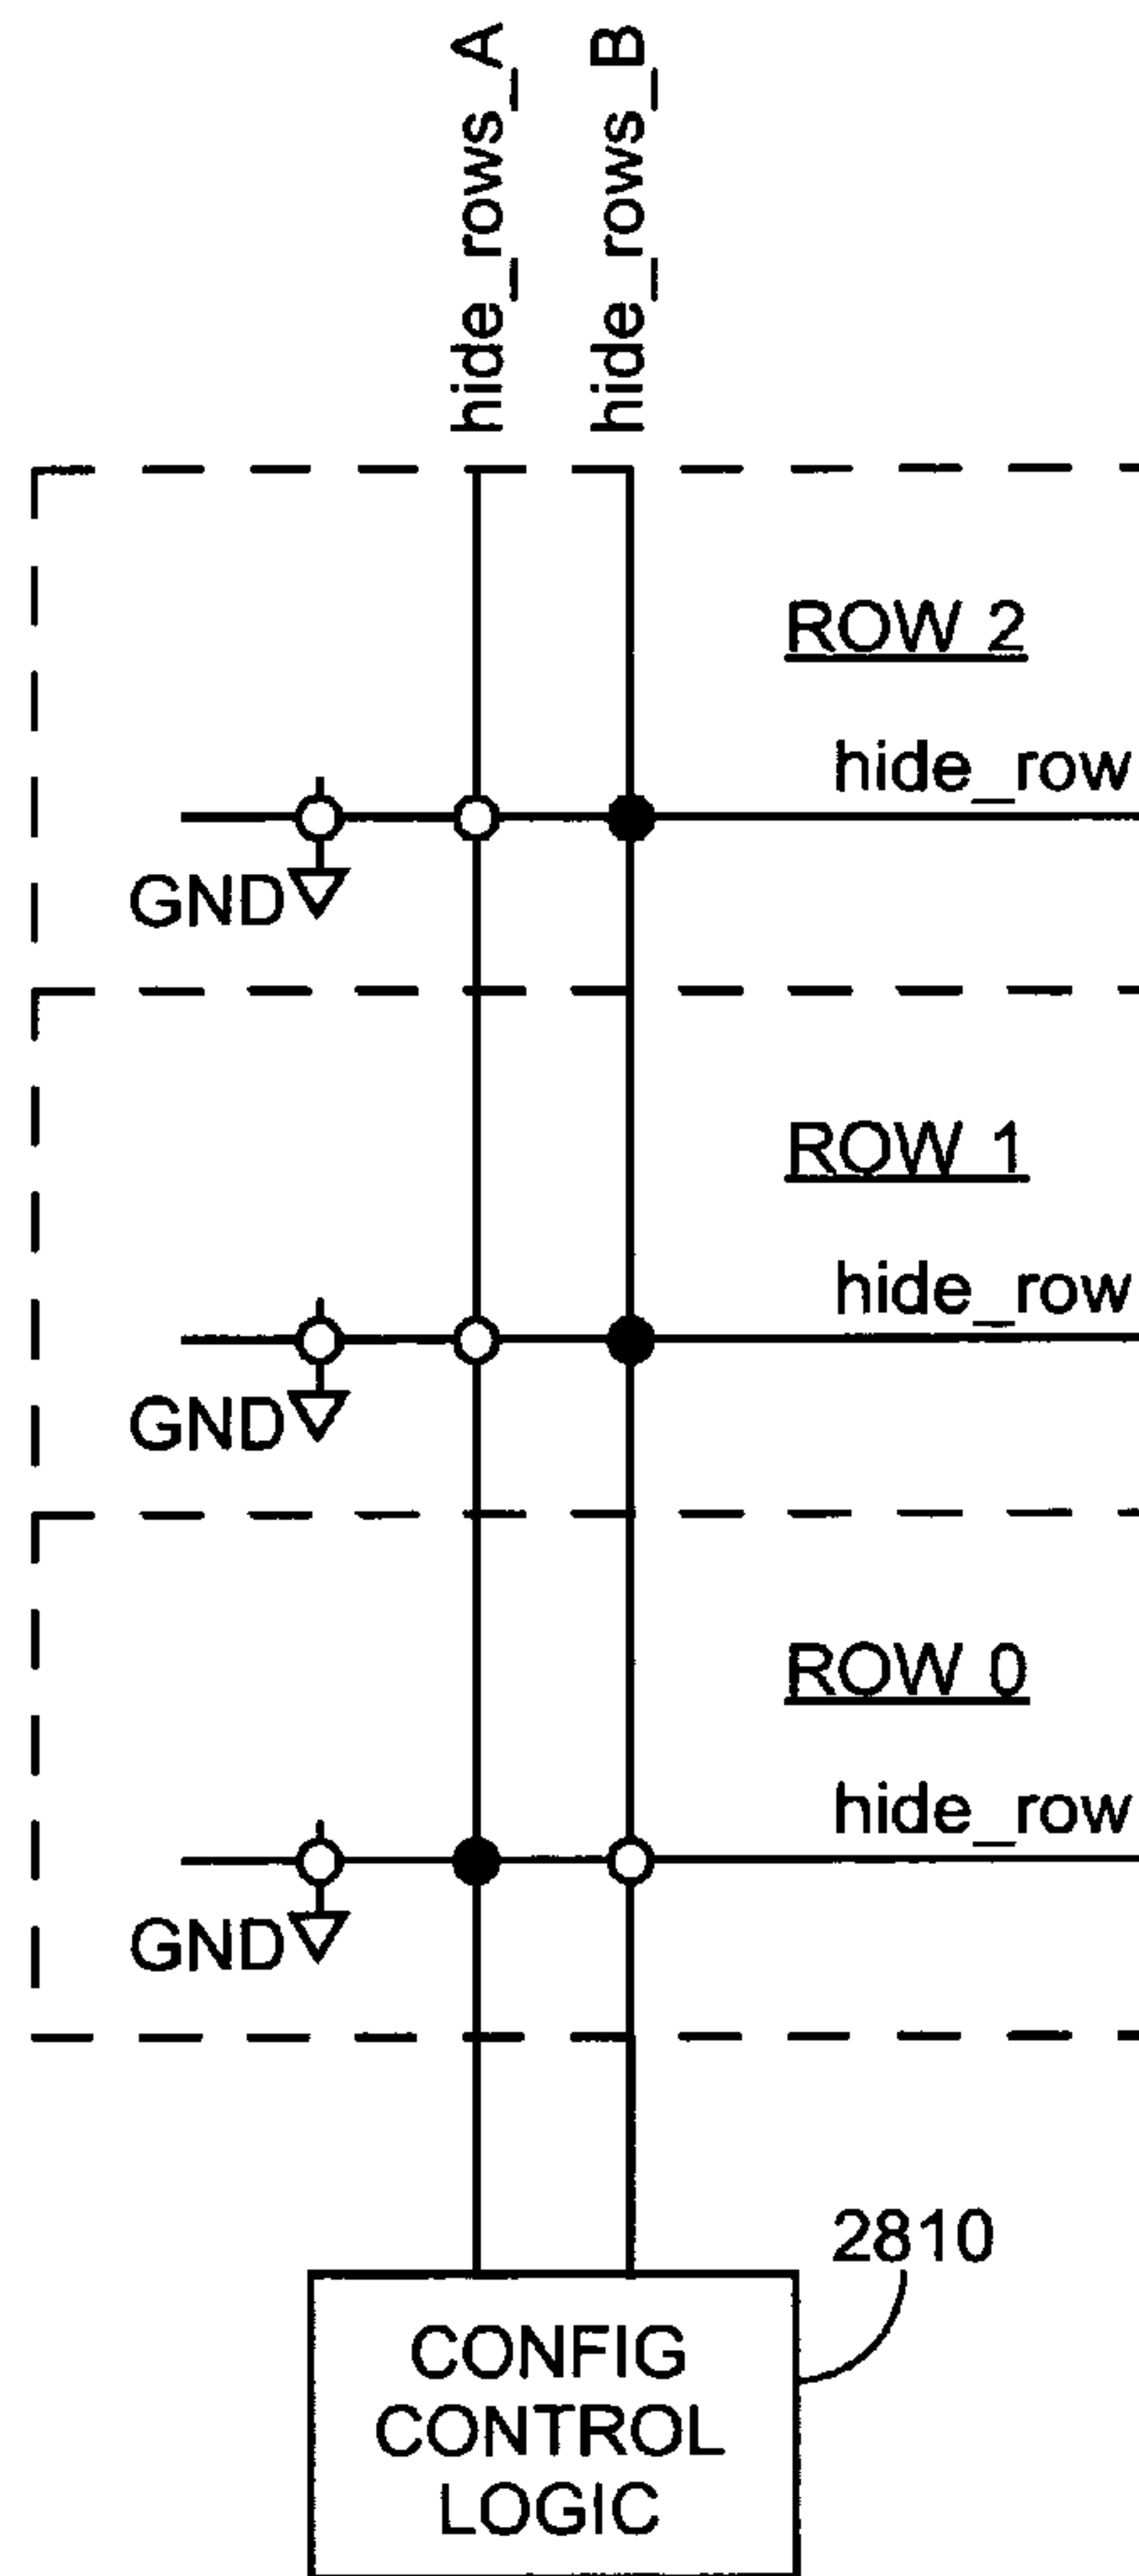 hide_rows_A
hide_rows_B
ROW 2
hide_row
GND
ROW 1
hide_row
GND
ROW 0
hide_row
GND
2810
CONFIG
CONTROL
LOGIC